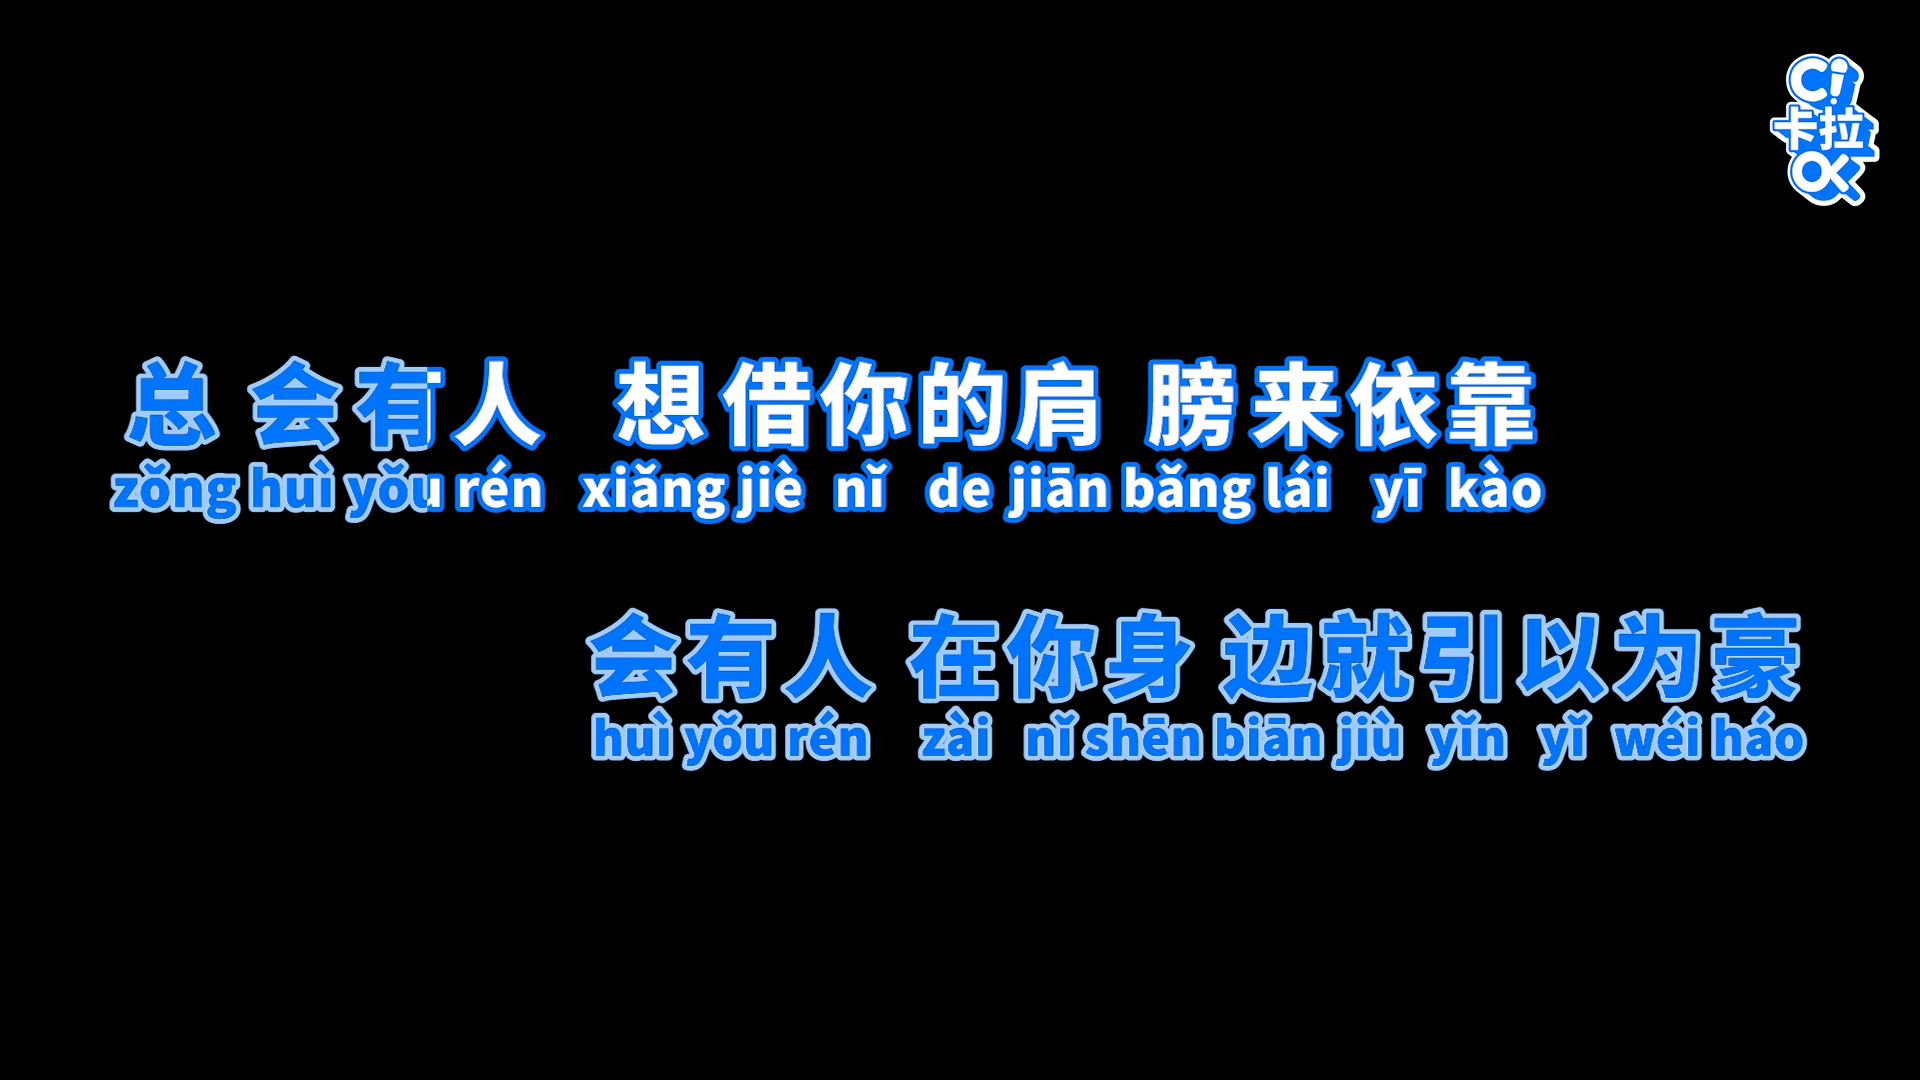 C!
卡拉
OK
总 会有人 想借你的肩 膀来依靠
zǒng huì yǒu rén xiǎng jiè nǐ de jiān bǎng lái yī kào
会有人 在你身 边就引以为豪
huì yǒu rén zài nǐ shēn biān jiù yǐn yǐ wéi háo